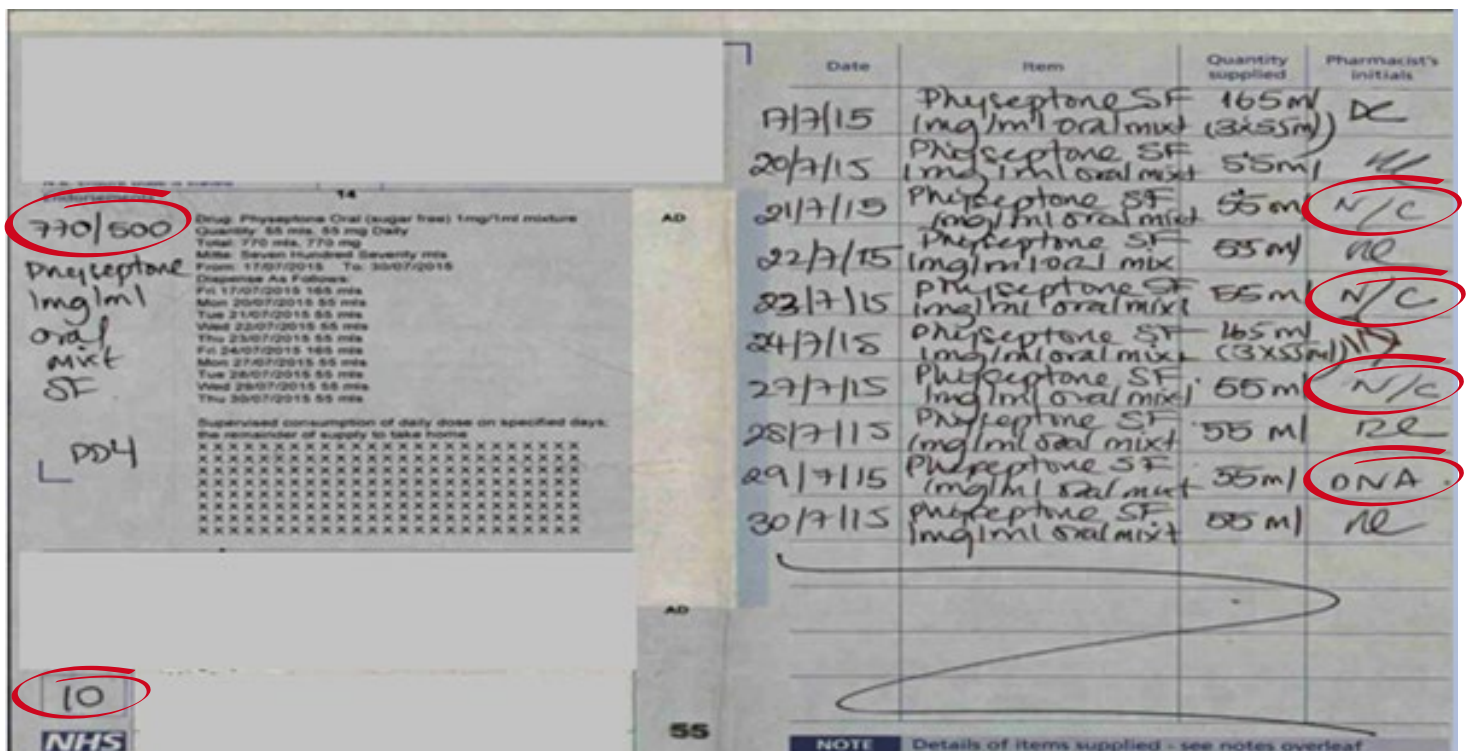 Endorsements
14
770/500
Physeptone
1mg/ml
oral
mixt
SF
PD4
Drug: Physeptone Oral (sugar free) 1mg/1ml mixture
Quantity: 55 mls, 55 mg Daily
Total: 770 mls, 770 mg
Mitte: Seven Hundred Seventy mls
From: 17/07/2015 To: 30/07/2015
Dispense As Follows:
Fri 17/07/2015 165 mls
Mon 20/07/2015 55 mls
Tue 21/07/2015 55 mls
Wed 22/07/2015 55 mls
Thu 23/07/2015 55 mls
Fri 24/07/2015 165 mls
Mon 27/07/2015 55 mls
Tue 28/07/2015 55 mls
Wed 29/07/2015 55 mls
Thu 30/07/2015 55 mls
Supervised consumption of daily dose on specified days;
the remainder of supply to take home
AD
AD
10
NHS
55
Date Item Quantity supplied Pharmacist's initials
17/7/15 Physeptone SF 165ml
1mg/ml oral mixt (3x55ml)
20/7/15 Physeptone SF 55ml
1mg/1ml oral mixt
21/7/15 Physeptone SF 55ml N/C
1mg/ml oral mixt
22/7/15 Physeptone SF 55ml
1mg/ml oral mix
23/7/15 Physeptone SF 55ml N/C
1mg/ml oral mixt
24/7/15 Physeptone SF 165ml
1mg/ml oral mixt (3x55ml)
27/7/15 Physeptone SF 55ml N/C
1mg/ml oral mixt
28/7/15 Physeptone SF 55ml
1mg/ml oral mixt
29/7/15 Physeptone SF 55ml DNA
1mg/ml oral mixt
30/7/15 Physeptone SF 55ml
1mg/ml oral mixt
NOTE Details of items supplied - see notes overleaf